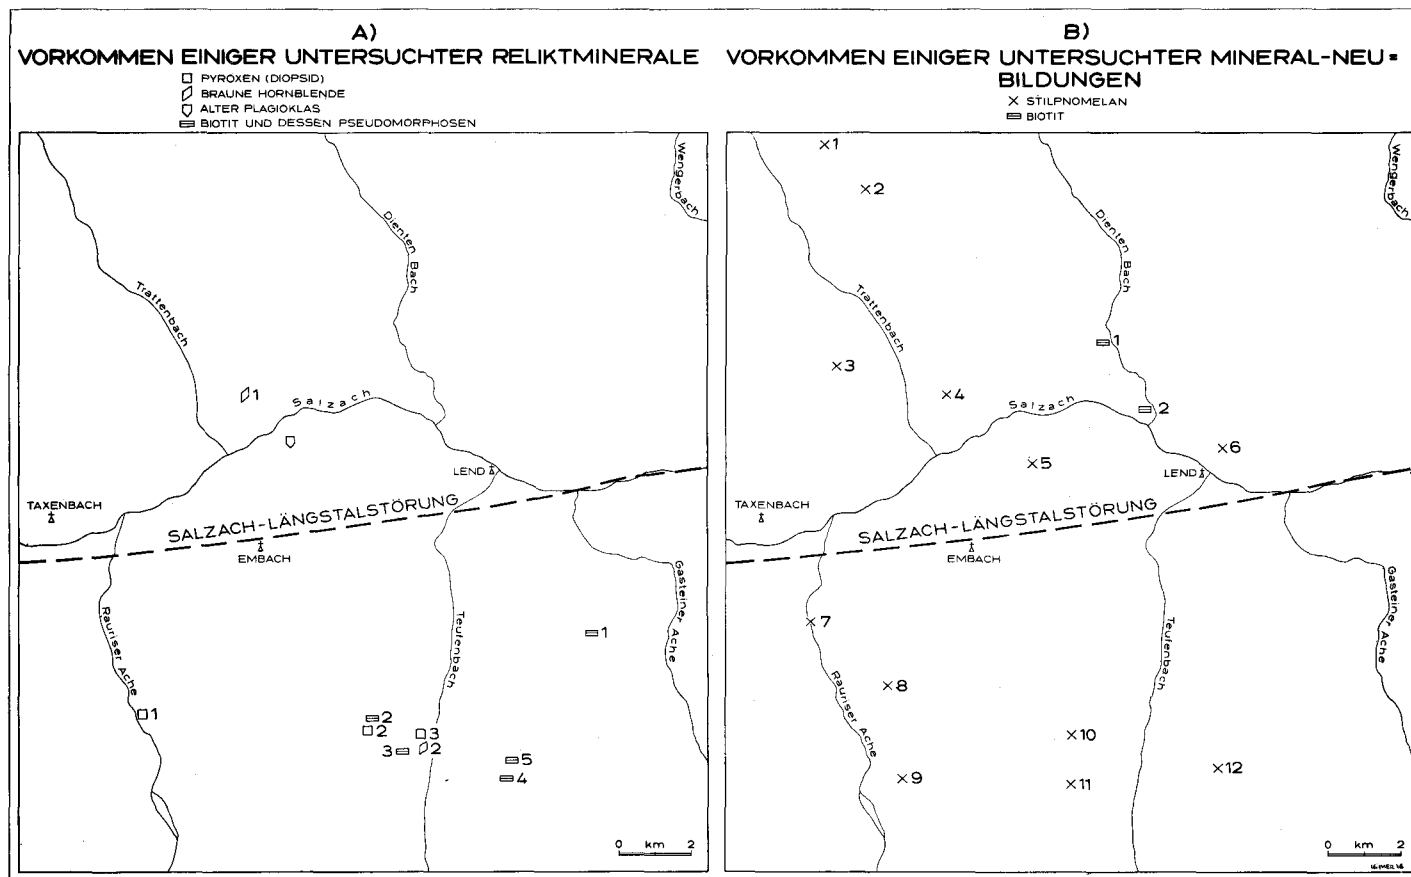 A)
VORKOMMEN EINIGER UNTERSUCHTER RELIKTMINERALE
PYROXEN (DIOPSID)
BRAUNE HORNBLENDE
ALTER PLAGIOKLAS
BIOTIT UND DESSEN PSEUDOMORPHOSEN
Wengerbach
Dienten Bach
Trattenbach
1
Salzach
LEND
TAXENBACH
SALZACH-LÄNGSTALSTÖRUNG
EMBACH
Gasteiner Ache
Rauriser Ache
Teufenbach
1
1
2
2
3
3
2
5
4
0 km 2
B)
VORKOMMEN EINIGER UNTERSUCHTER MINERAL-NEU=
BILDUNGEN
STILPNOMELAN
BIOTIT
1
2
Wengerbach
Dienten Bach
Trattenbach
1
3
4
2
Salzach
6
5
LEND
TAXENBACH
SALZACH-LÄNGSTALSTÖRUNG
EMBACH
Gasteiner Ache
7
Teufenbach
8
Rauriser Ache
10
9
11
12
0 km 2